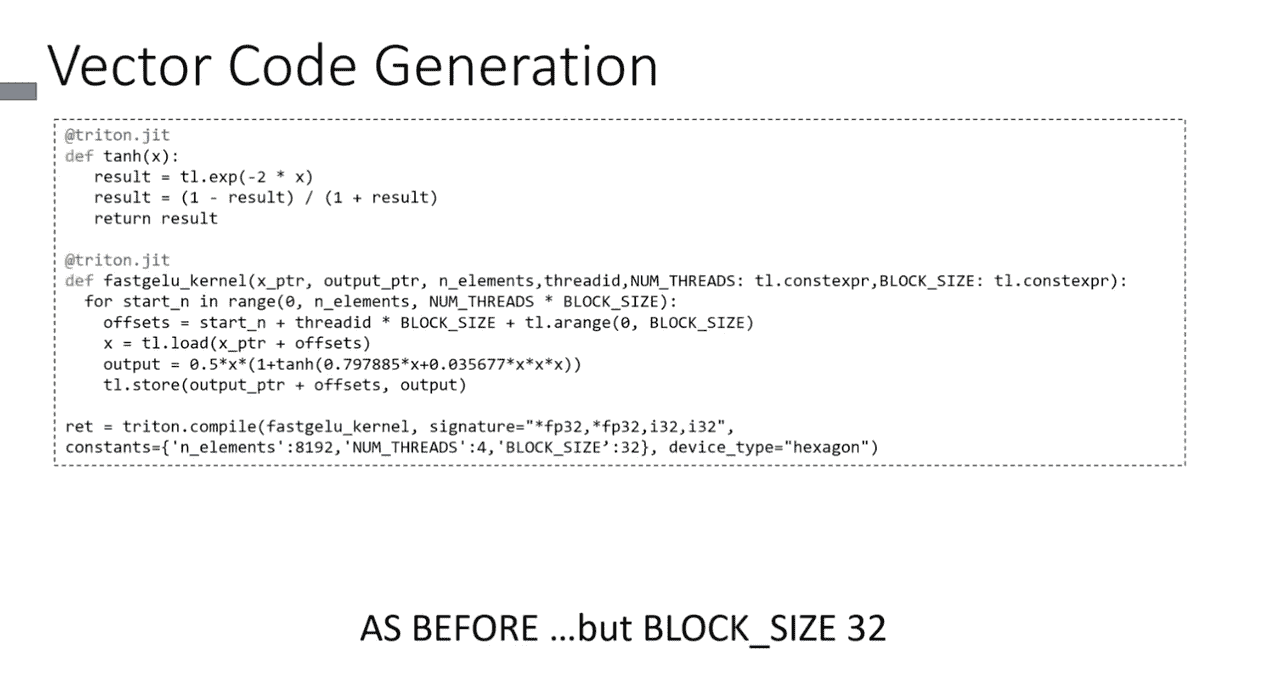 Vector Code Generation
@triton.jit
def tanh(x):
result = tl.exp(-2 * x)
result = (1 - result) / (1 + result)
return result
@triton.jit
def fastgelu_kernel(x_ptr, output_ptr, n_elements,threadid,NUM_THREADS: tl.constexpr,BLOCK_SIZE: tl.constexpr):
for start_n in range(0, n_elements, NUM_THREADS * BLOCK_SIZE):
offsets = start_n + threadid * BLOCK_SIZE + tl.arange(0, BLOCK_SIZE)
x = tl.load(x_ptr + offsets)
output = 0.5*x*(1+tanh(0.797885*x+0.035677*x*x*x))
tl.store(output_ptr + offsets, output)
ret = triton.compile(fastgelu_kernel, signature="*fp32,*fp32,i32,i32",
constants={'n_elements':8192,'NUM_THREADS':4,'BLOCK_SIZE’:32}, device_type="hexagon")
AS BEFORE …but BLOCK_SIZE 32